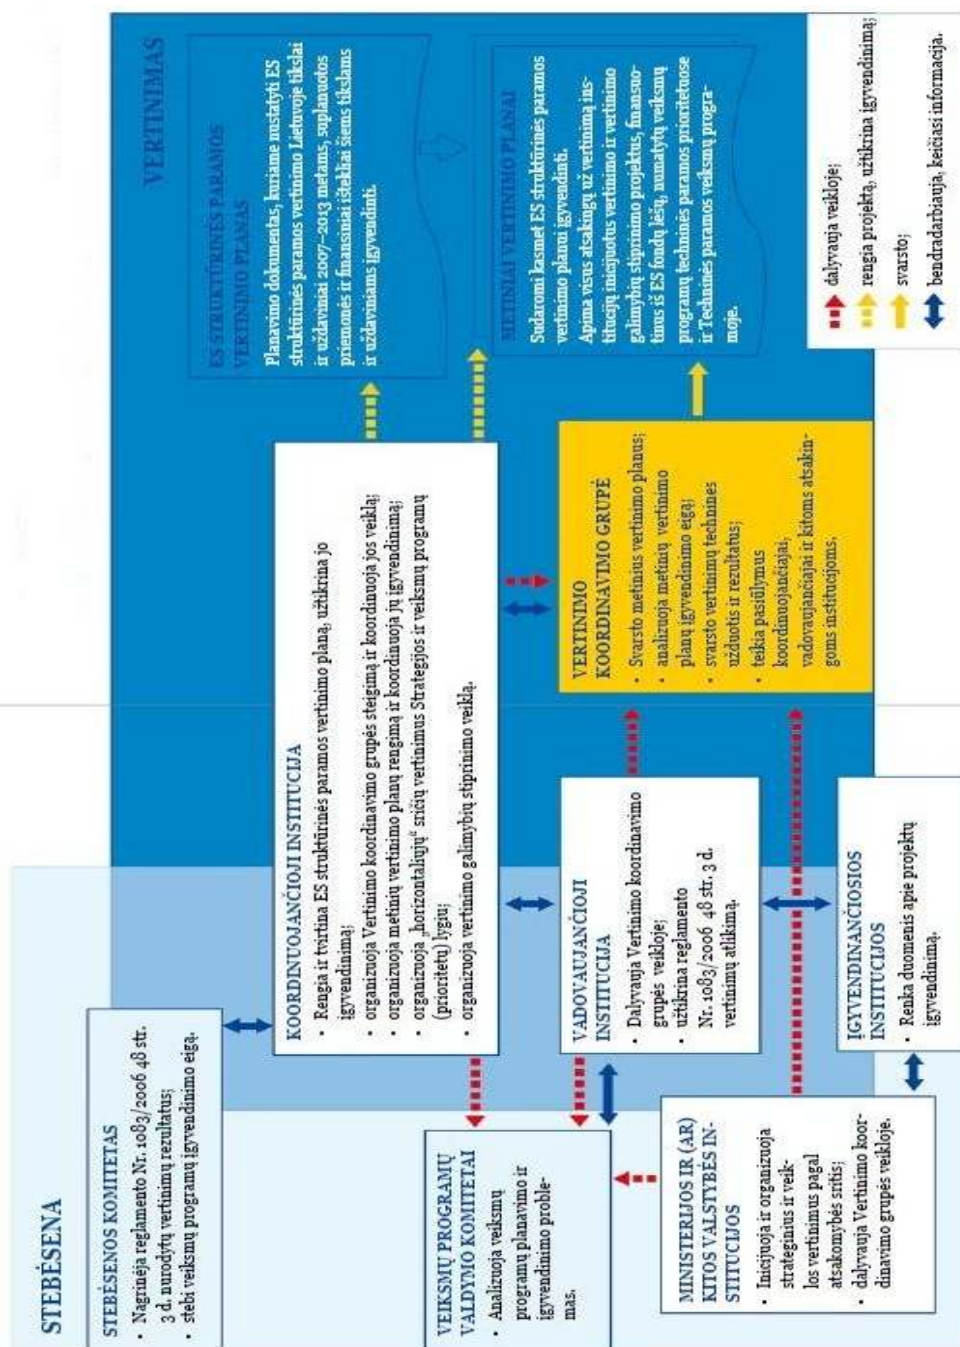 STEBĖSENA
STEBĖSENOS KOMITETAS
• Nagrinėja reglamento Nr. 1083/2006 48 str.
3 d. nurodytų vertinimų rezultatus;
• stebi veiksmų programų įgyvendinimo eigą.
VEIKSMŲ PROGRAMŲ
VALDYMO KOMITETAI
• Analizuoja veiksmų
programų planavimo ir
įgyvendinimo proble-
mas.
MINISTERIJOS IR (AR)
KITOS VALSTYBĖS IN-
STITUCIJOS
• Inicijuoja ir organizuoja
strateginius ir veik-
los vertinimus pagal
atsakomybės sritis;
• dalyvauja Vertinimo koor-
dinavimo grupės veikloje.
KOORDINUOJANČIOJI INSTITUCIJA
• Rengia ir tvirtina ES struktūrinės paramos vertinimo planą, užtikrina jo
įgyvendinimą;
• organizuoja Vertinimo koordinavimo grupės steigimą ir koordinuoja jos veiklą;
• organizuoja metinių vertinimo planų rengimą ir koordinuoja jų įgyvendinimą;
• organizuoja „horizontaliųjų“ sričių vertinimus Strategijos ir veiksmų programų
(prioritetų) lygiu;
• organizuoja vertinimo galimybių stiprinimo veiklą.
VADOVAUJANČIOJI
INSTITUCIJA
• Dalyvauja Vertinimo koordinavimo
grupės veikloje;
• užtikrina reglamento
Nr. 1083/2006 48 str. 3 d.
vertinimų atlikimą.
ĮGYVENDINANČIOSIOS
INSTITUCIJOS
• Renka duomenis apie projektų
įgyvendinimą.
VERTINIMO
KOORDINAVIMO GRUPĖ
• Svarsto metinius vertinimo planus;
• analizuoja metinių vertinimo
planų įgyvendinimo eigą;
• svarsto vertinimų technines
užduotis ir rezultatus;
• teikia pasiūlymus
koordinuojančiajai,
vadovaujančiajai ir kitoms atsakin-
goms institucijoms.
VERTINIMAS
ES STRUKTŪRINĖS PARAMOS
VERTINIMO PLANAS
Planavimo dokumentas, kuriame nustatyti ES
struktūrinės paramos vertinimo Lietuvoje tikslai
ir uždaviniai 2007–2013 metams, suplanuotos
priemonės ir finansiniai ištekliai šiems tikslams
ir uždaviniams įgyvendinti.
METINIAI VERTINIMO PLANAI
Sudaromi kasmet ES struktūrinės paramos
vertinimo planui įgyvendinti.
Apima visus atsakingų už vertinimą ins-
titucijų inicijuotus vertinimo ir vertinimo
galimybių stiprinimo projektus, finansuo-
tinus iš ES fondų lėšų, numatytų veiksmų
programų techninės paramos prioritetuose
ir Techninės paramos veiksmų progra-
moje.
dalyvauja veikloje;
rengia projektą, užtikrina įgyvendinimą;
svarsto;
bendradarbiauja, keičiasi informacija.